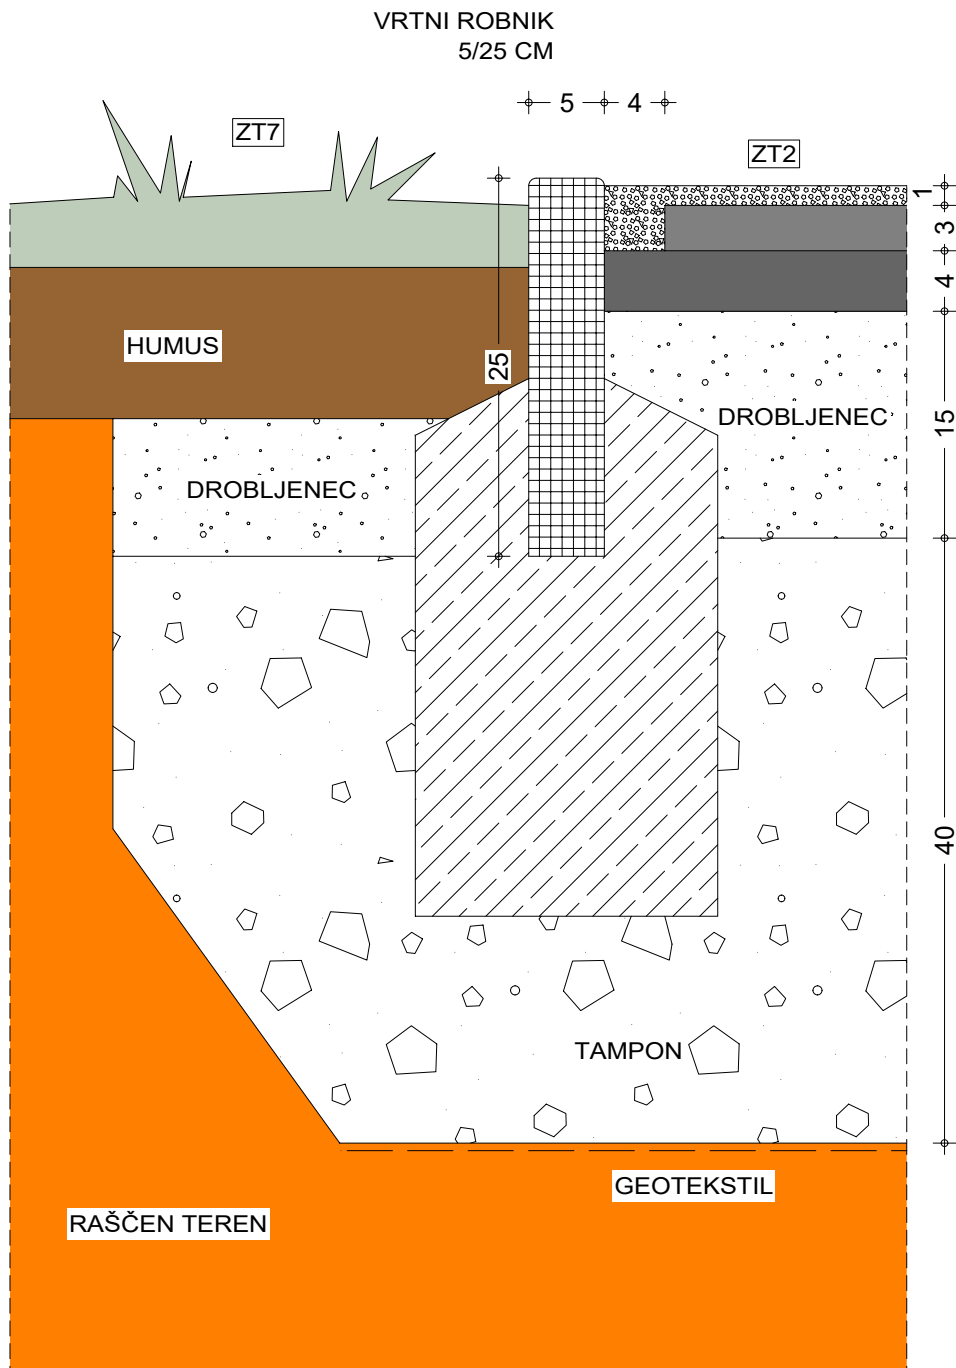 VRTNI ROBNIK
5/25 CM
5
4
ZT7
ZT2
1
3
4
HUMUS
25
DROBLJENEC
15
DROBLJENEC
40
TAMPON
GEOTEKSTIL
RAŠČEN TEREN